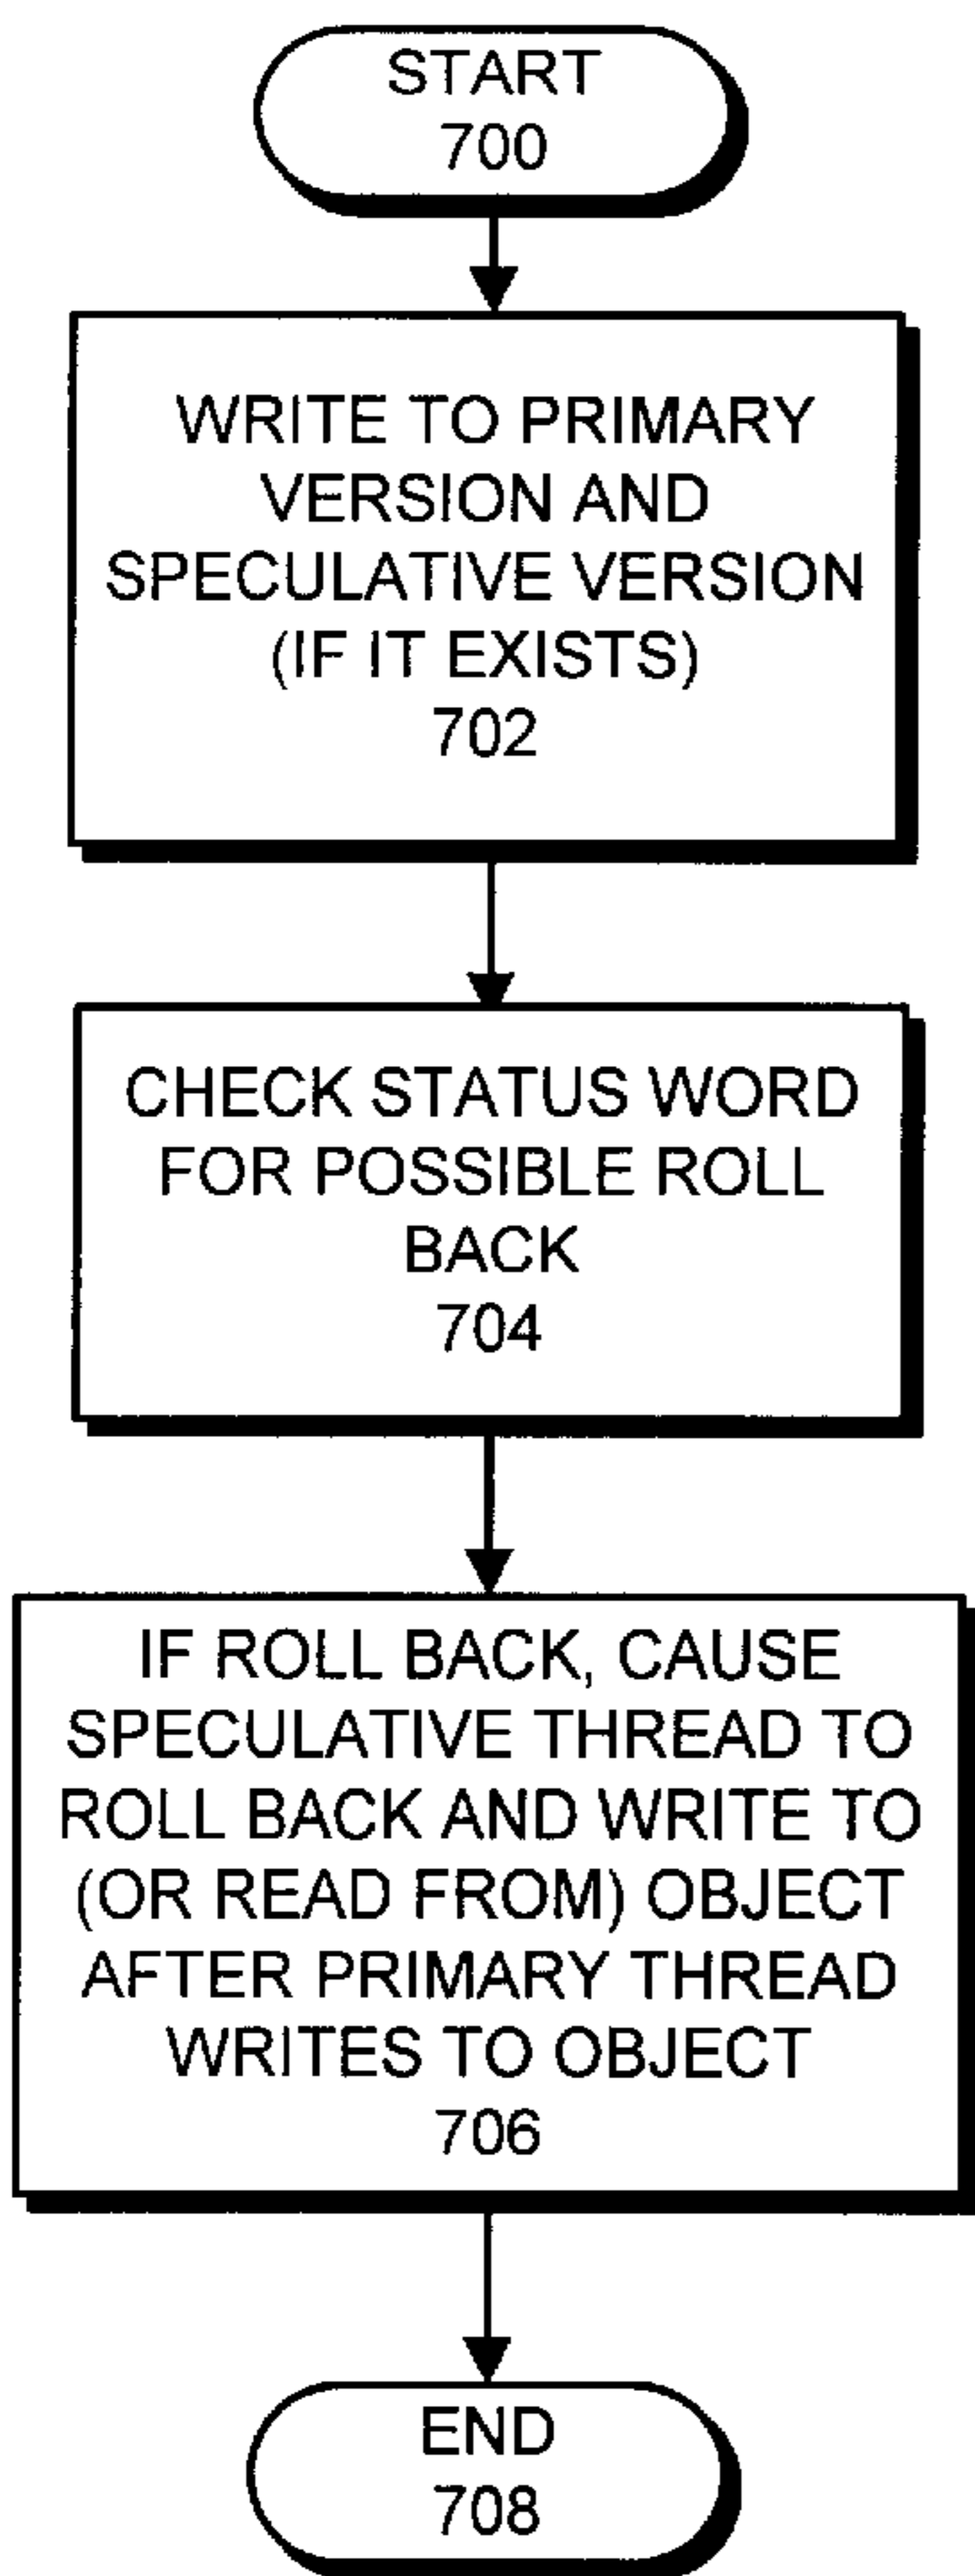 START
700
WRITE TO PRIMARY
VERSION AND
SPECULATIVE VERSION
(IF IT EXISTS)
702
CHECK STATUS WORD
FOR POSSIBLE ROLL
BACK
704
IF ROLL BACK, CAUSE
SPECULATIVE THREAD TO
ROLL BACK AND WRITE TO
(OR READ FROM) OBJECT
AFTER PRIMARY THREAD
WRITES TO OBJECT
706
END
708